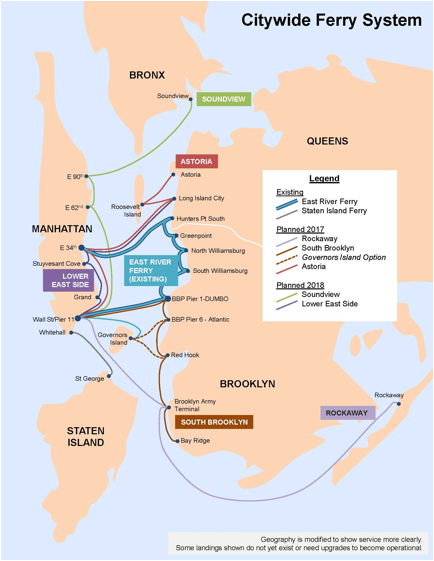 Citywide Ferry System
BRONX
Soundview
SOUNDVIEW
QUEENS
ASTORIA
Astoria
E 90th
Roosevelt
Island
Long Island City
E 62nd
Hunters Pt South
MANHATTAN
Greenpoint
E 34th
North Williamsburg
Stuyvesant Cove
EAST RIVER
FERRY
(EXISTING)
South Williamsburg
LOWER
EAST SIDE
Grand
BBP Pier 1-DUMBO
Wall St/Pier 11
BBP Pier 6 - Atlantic
Whitehall
Governors
Island
Red Hook
St George
BROOKLYN
Rockaway
Brooklyn Army
Terminal
ROCKAWAY
SOUTH BROOKLYN
STATEN
ISLAND
Bay Ridge
Legend
Existing
East River Ferry
Staten Island Ferry
Planned 2017
Rockaway
South Brooklyn
Governors Island Option
Astoria
Planned 2018
Soundview
Lower East Side
Geography is modified to show service more clearly.
Some landings shown do not yet exist or need upgrades to become operational.